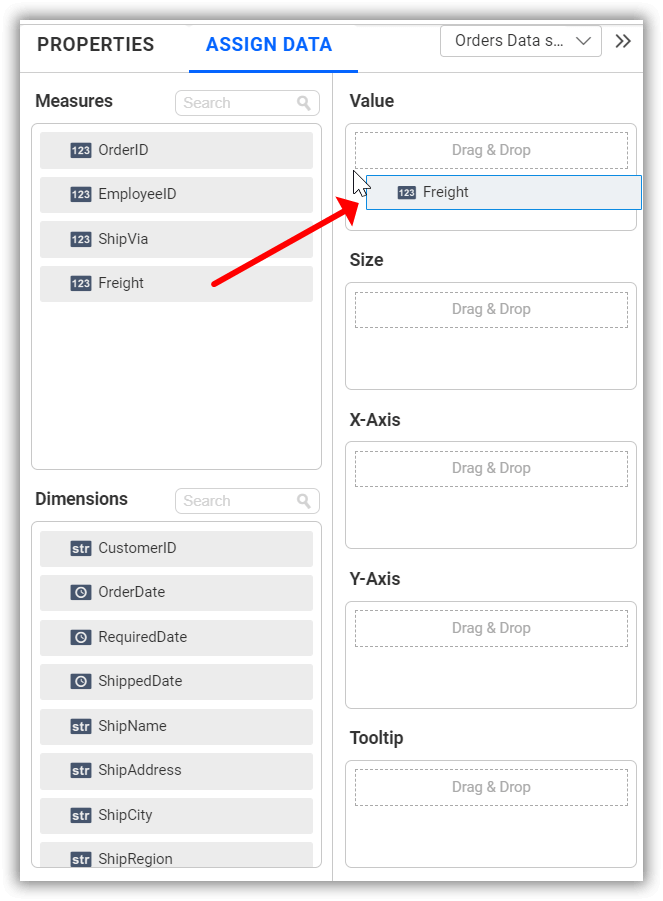 PROPERTIES
ASSIGN DATA
Orders Data s...
Measures
Search
123 OrderID
123 EmployeeID
123 ShipVia
123 Freight
Dimensions
Search
str CustomerID
OrderDate
RequiredDate
ShippedDate
str ShipName
str ShipAddress
str ShipCity
str ShipRegion
Value
Drag & Drop
123 Freight
Size
Drag & Drop
X-Axis
Drag & Drop
Y-Axis
Drag & Drop
Tooltip
Drag & Drop